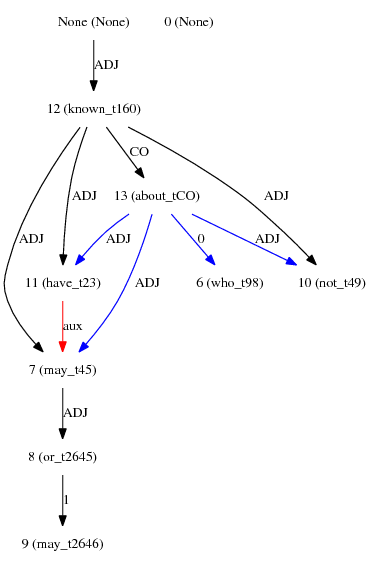 None (None) 0 (None)
ADJ
12 (known_t160)
CO
ADJ ADJ 13 (about_tCO) ADJ
ADJ 0 ADJ
11 (have_t23) 6 (who_t98) 10 (not_t49)
aux ADJ
7 (may_t45)
ADJ
8 (or_t2645)
1
9 (may_t2646)